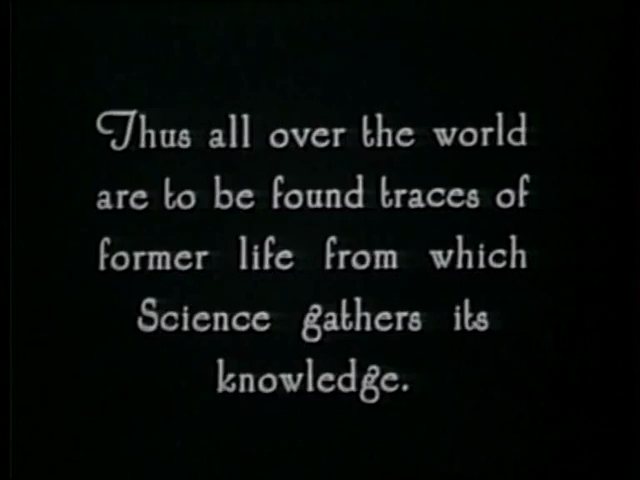 Thus all over the world
are to be found traces of
former life from which
Science gathers its
knowledge.